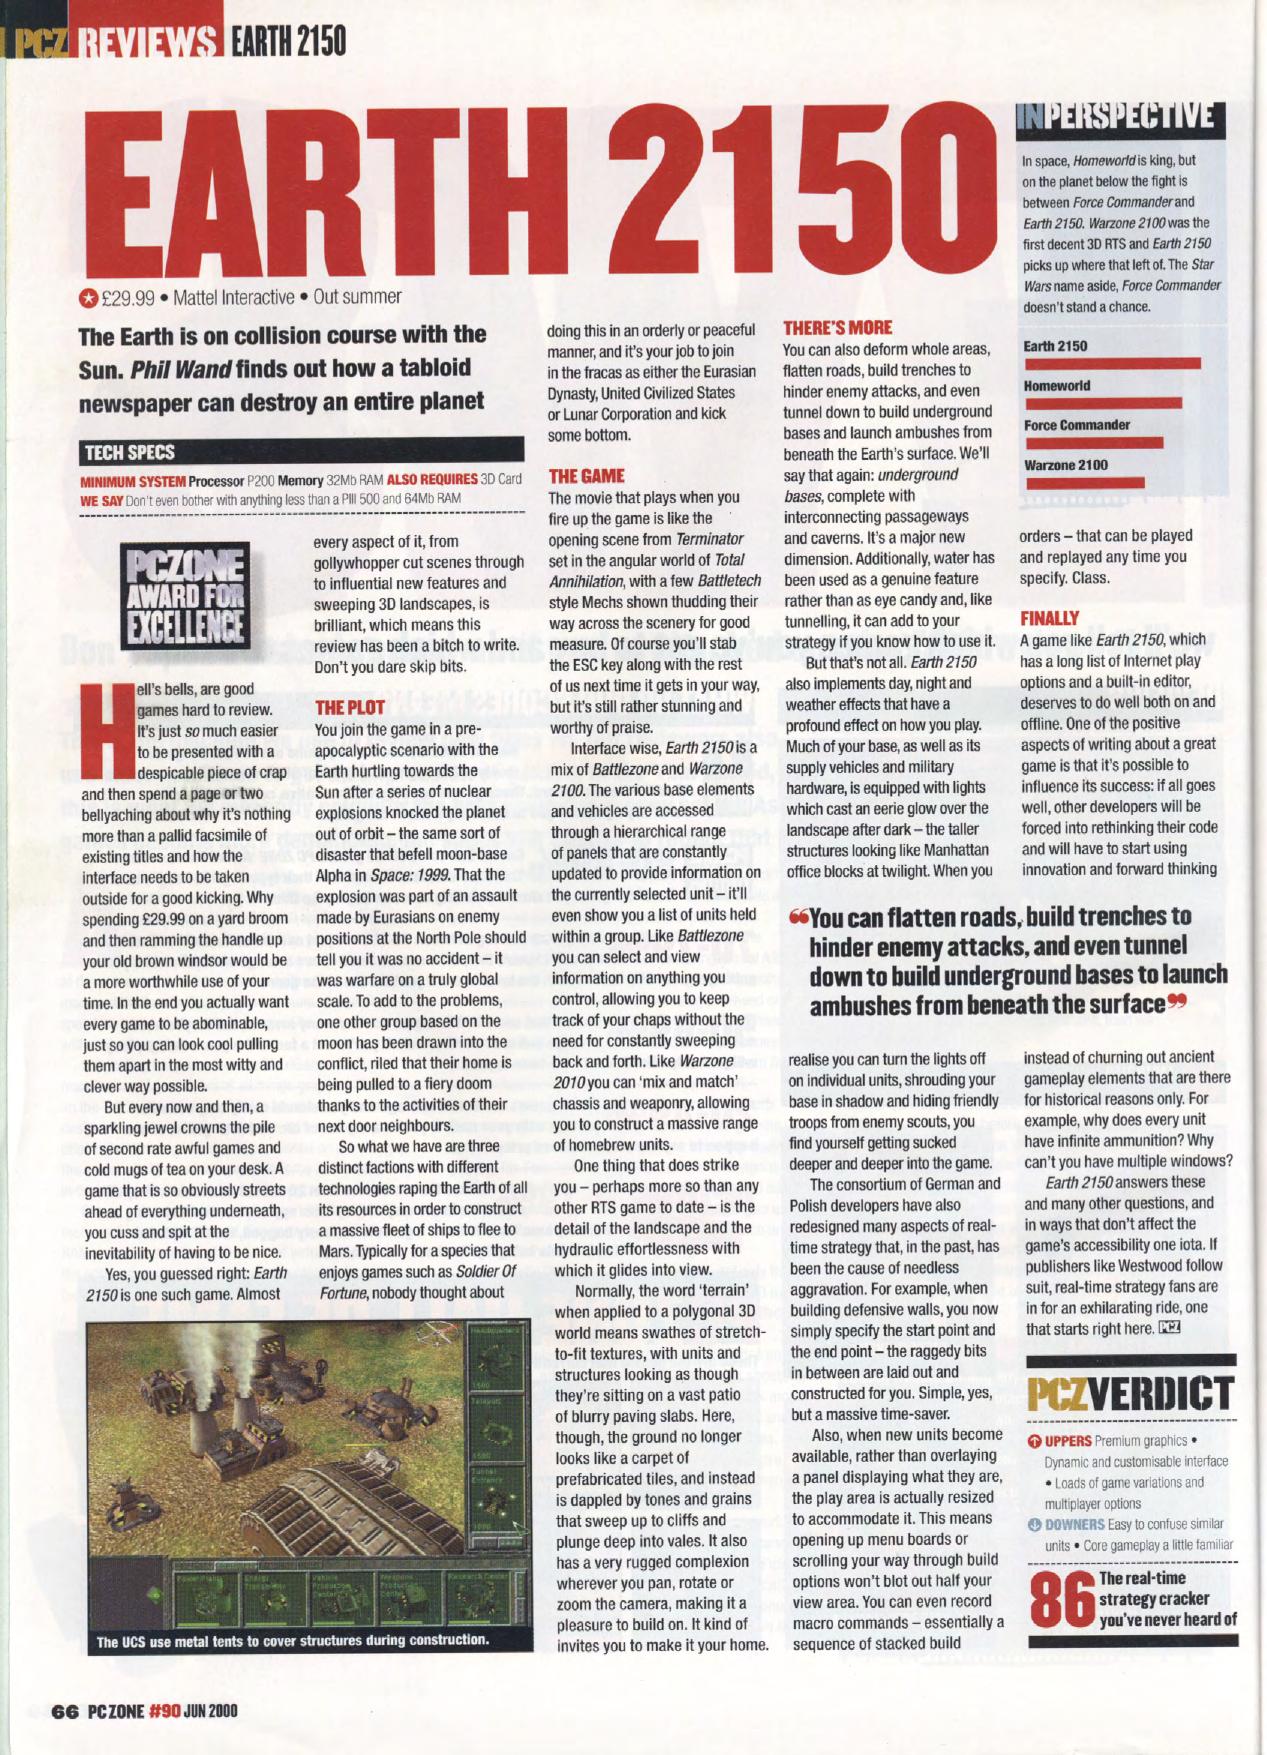 PCZ REVIEWS EARTH 2150
EARTH 2150
£29.99 • Mattel Interactive • Out summer
The Earth is on collision course with the
Sun. Phil Wand finds out how a tabloid
newspaper can destroy an entire planet
TECH SPECS
MINIMUM SYSTEM Processor P200 Memory 32Mb RAM ALSO REQUIRES 3D Card
WE SAY Don't even bother with anything less than a PIII 500 and 64Mb RAM
PCZONE
AWARD FOR
EXCELLENCE
Hell's bells, are good
games hard to review.
It's just so much easier
to be presented with a
despicable piece of crap
and then spend a page or two
bellyaching about why it's nothing
more than a pallid facsimile of
existing titles and how the
interface needs to be taken
outside for a good kicking. Why
spending £29.99 on a yard broom
and then ramming the handle up
your old brown windsor would be
a more worthwhile use of your
time. In the end you actually want
every game to be abominable,
just so you can look cool pulling
them apart in the most witty and
clever way possible.
But every now and then, a
sparkling jewel crowns the pile
of second rate awful games and
cold mugs of tea on your desk. A
game that is so obviously streets
ahead of everything underneath,
you cuss and spit at the
inevitability of having to be nice.
Yes, you guessed right: Earth
2150 is one such game. Almost
every aspect of it, from
gollywhopper cut scenes through
to influential new features and
sweeping 3D landscapes, is
brilliant, which means this
review has been a bitch to write.
Don't you dare skip bits.
THE PLOT
You join the game in a pre-
apocalyptic scenario with the
Earth hurtling towards the
Sun after a series of nuclear
explosions knocked the planet
out of orbit – the same sort of
disaster that befell moon-base
Alpha in Space: 1999. That the
explosion was part of an assault
made by Eurasians on enemy
positions at the North Pole should
tell you it was no accident – it
was warfare on a truly global
scale. To add to the problems,
one other group based on the
moon has been drawn into the
conflict, riled that their home is
being pulled to a fiery doom
thanks to the activities of their
next door neighbours.
So what we have are three
distinct factions with different
technologies raping the Earth of all
its resources in order to construct
a massive fleet of ships to flee to
Mars. Typically for a species that
enjoys games such as Soldier Of
Fortune, nobody thought about
doing this in an orderly or peaceful
manner, and it's your job to join
in the fracas as either the Eurasian
Dynasty, United Civilized States
or Lunar Corporation and kick
some bottom.
THE GAME
The movie that plays when you
fire up the game is like the
opening scene from Terminator
set in the angular world of Total
Annihilation, with a few Battletech
style Mechs shown thudding their
way across the scenery for good
measure. Of course you'll stab
the ESC key along with the rest
of us next time it gets in your way,
but it's still rather stunning and
worthy of praise.
Interface wise, Earth 2150 is a
mix of Battlezone and Warzone
2100. The various base elements
and vehicles are accessed
through a hierarchical range
of panels that are constantly
updated to provide information on
the currently selected unit – it'll
even show you a list of units held
within a group. Like Battlezone
you can select and view
information on anything you
control, allowing you to keep
track of your chaps without the
need for constantly sweeping
back and forth. Like Warzone
2010 you can 'mix and match'
chassis and weaponry, allowing
you to construct a massive range
of homebrew units.
One thing that does strike
you – perhaps more so than any
other RTS game to date – is the
detail of the landscape and the
hydraulic effortlessness with
which it glides into view.
Normally, the word 'terrain'
when applied to a polygonal 3D
world means swathes of stretch-
to-fit textures, with units and
structures looking as though
they're sitting on a vast patio
of blurry paving slabs. Here,
though, the ground no longer
looks like a carpet of
prefabricated tiles, and instead
is dappled by tones and grains
that sweep up to cliffs and
plunge deep into vales. It also
has a very rugged complexion
wherever you pan, rotate or
zoom the camera, making it a
pleasure to build on. It kind of
invites you to make it your home.
THERE'S MORE
You can also deform whole areas,
flatten roads, build trenches to
hinder enemy attacks, and even
tunnel down to build underground
bases and launch ambushes from
beneath the Earth's surface. We'll
say that again: underground
bases, complete with
interconnecting passageways
and caverns. It's a major new
dimension. Additionally, water has
been used as a genuine feature
rather than as eye candy and, like
tunnelling, it can add to your
strategy if you know how to use it.
But that's not all. Earth 2150
also implements day, night and
weather effects that have a
profound effect on how you play.
Much of your base, as well as its
supply vehicles and military
hardware, is equipped with lights
which cast an eerie glow over the
landscape after dark – the taller
structures looking like Manhattan
office blocks at twilight. When you
realise you can turn the lights off
on individual units, shrouding your
base in shadow and hiding friendly
troops from enemy scouts, you
find yourself getting sucked
deeper and deeper into the game.
The consortium of German and
Polish developers have also
redesigned many aspects of real-
time strategy that, in the past, has
been the cause of needless
aggravation. For example, when
building defensive walls, you now
simply specify the start point and
the end point – the raggedy bits
in between are laid out and
constructed for you. Simple, yes,
but a massive time-saver.
Also, when new units become
available, rather than overlaying
a panel displaying what they are,
the play area is actually resized
to accommodate it. This means
opening up menu boards or
scrolling your way through build
options won't blot out half your
view area. You can even record
macro commands – essentially a
sequence of stacked build
orders – that can be played
and replayed any time you
specify. Class.
FINALLY
A game like Earth 2150, which
has a long list of Internet play
options and a built-in editor,
deserves to do well both on and
offline. One of the positive
aspects of writing about a great
game is that it's possible to
influence its success: if all goes
well, other developers will be
forced into rethinking their code
and will have to start using
innovation and forward thinking
instead of churning out ancient
gameplay elements that are there
for historical reasons only. For
example, why does every unit
have infinite ammunition? Why
can't you have multiple windows?
Earth 2150 answers these
and many other questions, and
in ways that don't affect the
game's accessibility one iota. If
publishers like Westwood follow
suit, real-time strategy fans are
in for an exhilarating ride, one
that starts right here. PCZ
“You can flatten roads, build trenches to
hinder enemy attacks, and even tunnel
down to build underground bases to launch
ambushes from beneath the surface”
INPERSPECTIVE
In space, Homeworld is king, but
on the planet below the fight is
between Force Commander and
Earth 2150. Warzone 2100 was the
first decent 3D RTS and Earth 2150
picks up where that left of. The Star
Wars name aside, Force Commander
doesn't stand a chance.
Earth 2150
Homeworld
Force Commander
Warzone 2100
PCZVERDICT
UPPERS Premium graphics •
Dynamic and customisable interface
• Loads of game variations and
multiplayer options
DOWNERS Easy to confuse similar
units • Core gameplay a little familiar
86 The real-time
strategy cracker
you've never heard of
Headquarters
Tunnel
Entrance
Research Center
The UCS use metal tents to cover structures during construction.
66 PCZONE #90 JUN 2000